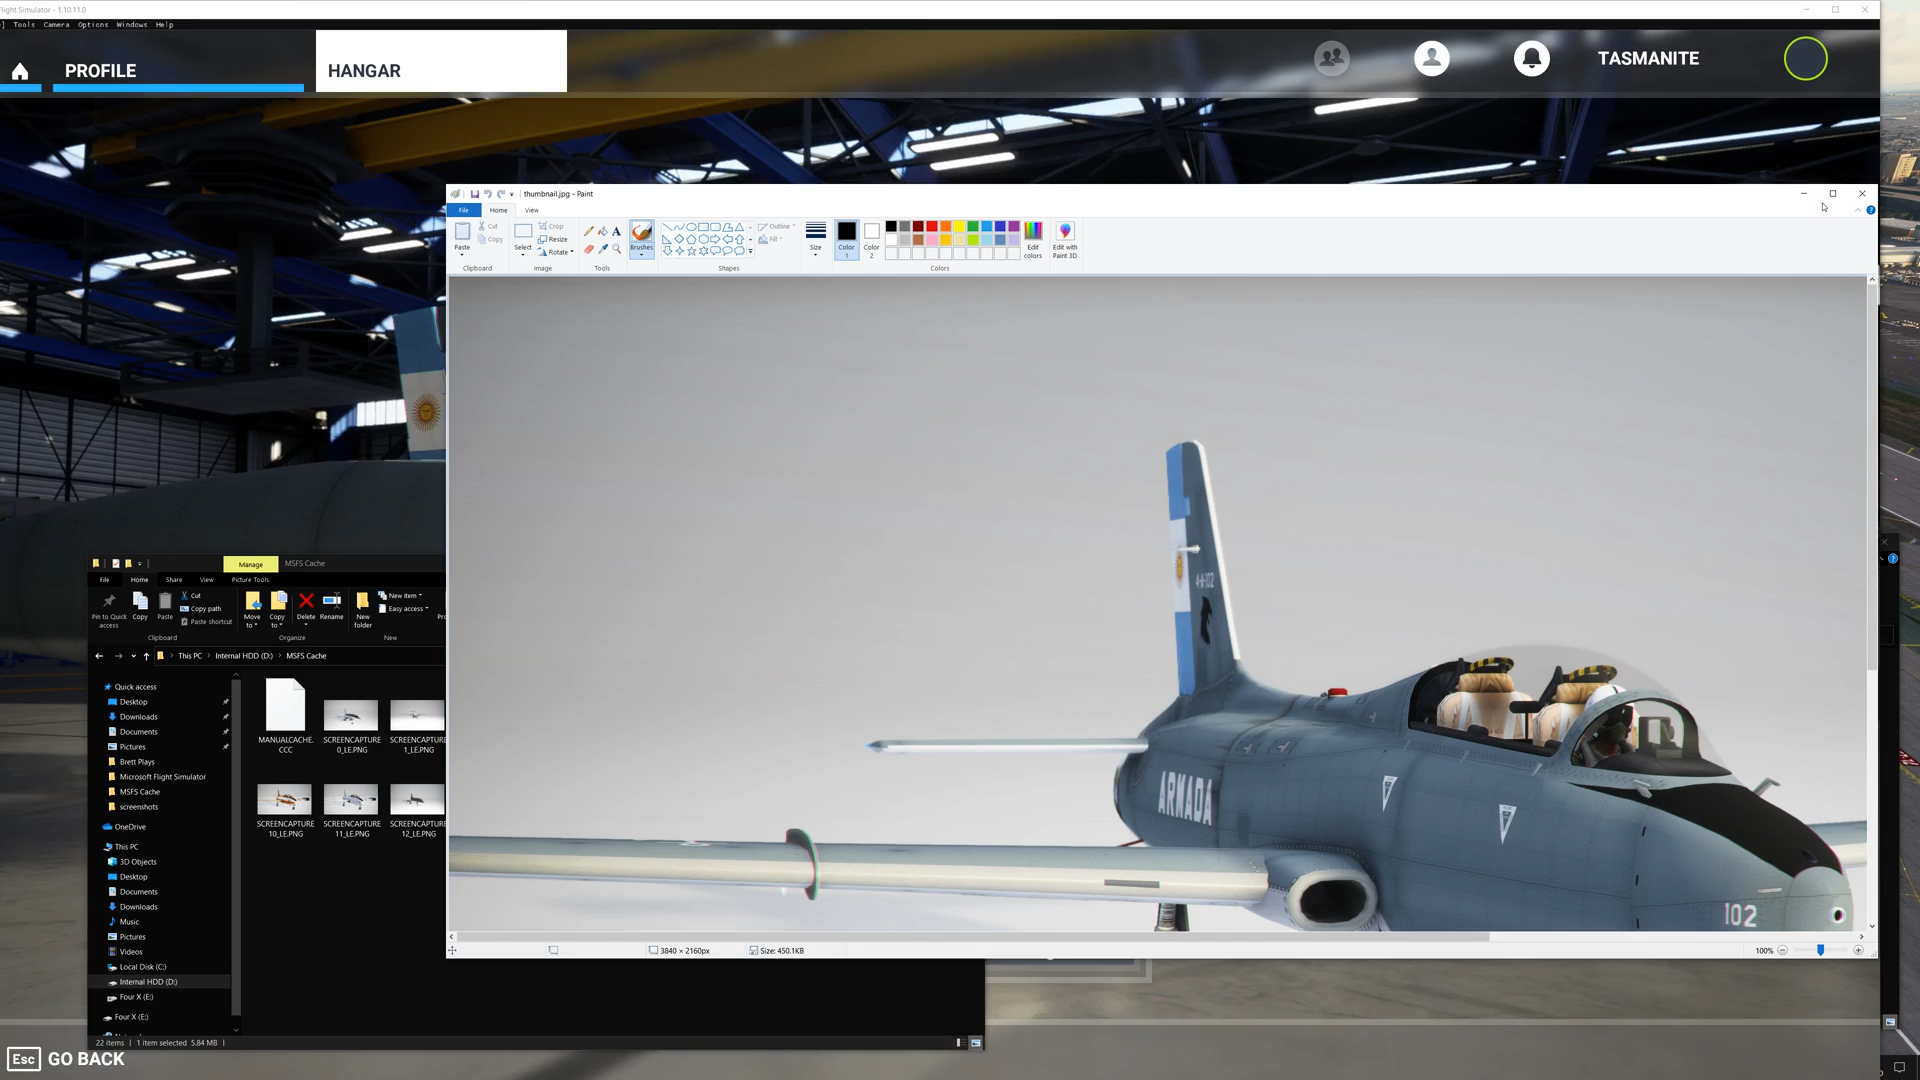 Flight Simulator - 1.10.11.0
Tools Camera Options Windows Help
PROFILE
HANGAR
TASMANITE
thumbnail.jpg - Paint
File Home View
Paste
Cut
Copy
Clipboard
Select
Crop
Resize
Rotate
Image
Tools
Brushes
Outline
Fill
Shapes
Size
Color 1
Color 2
Edit colors
Colors
Edit with Paint 3D
4-A-102
ARMADA
102
3840 × 2160px
Size: 450.1KB
100%
Manage
MSFS Cache
File Home Share View Picture Tools
Pin to Quick access
Copy
Paste
Cut
Copy path
Paste shortcut
Clipboard
Move to
Copy to
Delete
Rename
Organize
New folder
New item
Easy access
New
This PC > Internal HDD (D:) > MSFS Cache
Quick access
Desktop
Downloads
Documents
Pictures
Brett Plays
Microsoft Flight Simulator
MSFS Cache
screenshots
OneDrive
This PC
3D Objects
Desktop
Documents
Downloads
Music
Pictures
Videos
Local Disk (C:)
Internal HDD (D:)
Four X (E:)
Four X (E:)
MANUALCACHE.CCC
SCREENCAPTURE0_LE.PNG
SCREENCAPTURE1_LE.PNG
SCREENCAPTURE10_LE.PNG
SCREENCAPTURE11_LE.PNG
SCREENCAPTURE12_LE.PNG
22 items | 1 item selected 5.84 MB |
Esc GO BACK